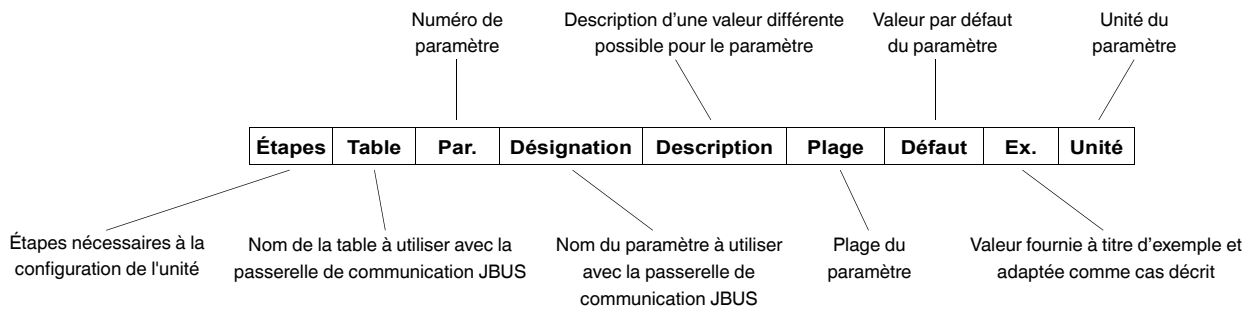 Numéro de
paramètre
Description d’une valeur différente
possible pour le paramètre
Valeur par défaut
du paramètre
Unité du
paramètre
Étapes Table Par. Désignation Description Plage Défaut Ex. Unité
Étapes nécessaires à la
configuration de l'unité
Nom de la table à utiliser avec la
passerelle de communication JBUS
Nom du paramètre à utiliser
avec la passerelle de
communication JBUS
Plage du
paramètre
Valeur fournie à titre d’exemple et
adaptée comme cas décrit